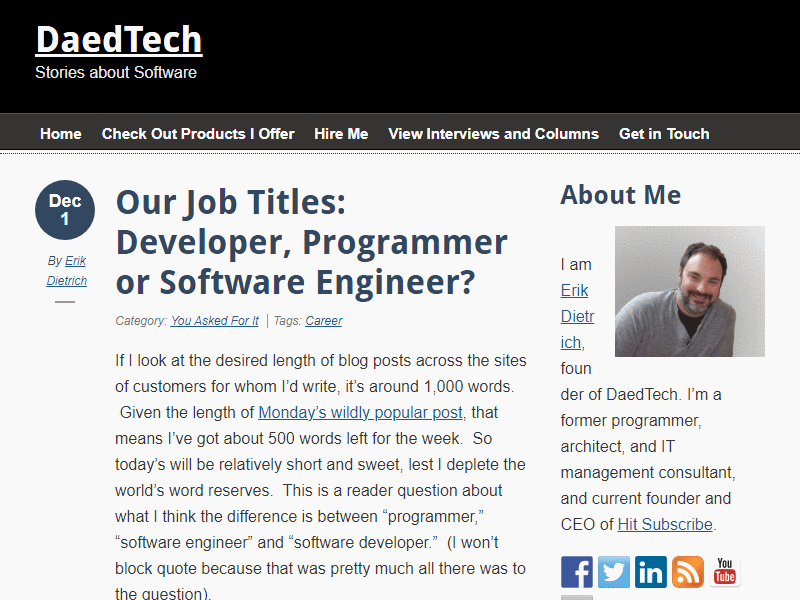 DaedTech
Stories about Software
Home Check Out Products I Offer Hire Me View Interviews and Columns Get in Touch
Dec
1
By Erik
Dietrich
Our Job Titles:
Developer, Programmer
or Software Engineer?
Category: You Asked For It | Tags: Career
If I look at the desired length of blog posts across the sites
of customers for whom I’d write, it’s around 1,000 words.
Given the length of Monday’s wildly popular post, that
means I’ve got about 500 words left for the week.  So
today’s will be relatively short and sweet, lest I deplete the
world’s word reserves.  This is a reader question about
what I think the difference is between “programmer,”
“software engineer” and “software developer.”  (I won’t
block quote because that was pretty much all there was to
the question).
About Me
I am
Erik
Dietr
ich,
foun
der of DaedTech. I’m a
former programmer,
architect, and IT
management consultant,
and current founder and
CEO of Hit Subscribe.
f
in
You
Tube